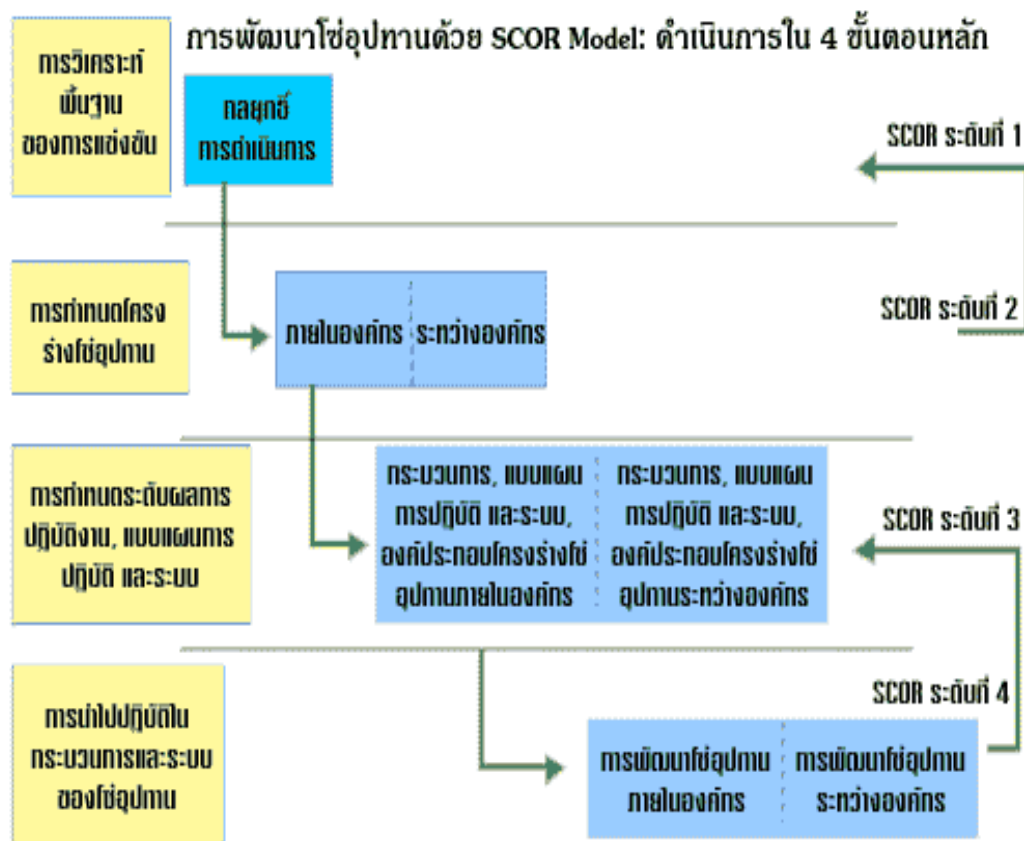 การพัฒนาโซ่อุปทานด้วย SCOR Model: ดำเนินการใน 4 ขั้นตอนหลัก
การวิเคราะห์
พื้นฐาน
ของการแข่งขัน
กลยุทธ์
การดำเนินการ
SCOR ระดับที่ 1
การกำหนดโครง
ร่างโซ่อุปทาน
ภายในองค์กร
ระหว่างองค์กร
SCOR ระดับที่ 2
การกำหนดระดับผลการ
ปฏิบัติงาน, แบบแผนการ
ปฏิบัติ และระบบ
กระบวนการ, แบบแผน
การปฏิบัติ และระบบ,
องค์ประกอบโครงร่างโซ่
อุปทานภายในองค์กร
กระบวนการ, แบบแผน
การปฏิบัติ และระบบ,
องค์ประกอบโครงร่างโซ่
อุปทานระหว่างองค์กร
SCOR ระดับที่ 3
การนำไปปฏิบัติใน
กระบวนการและระบบ
ของโซ่อุปทาน
การพัฒนาโซ่อุปทาน
ภายในองค์กร
การพัฒนาโซ่อุปทาน
ระหว่างองค์กร
SCOR ระดับที่ 4